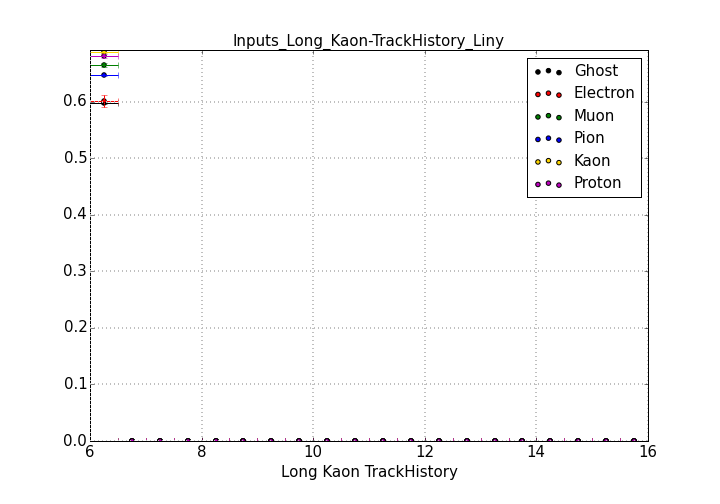 Inputs_Long_Kaon-TrackHistory_Liny
Ghost
Electron
Muon
Pion
Kaon
Proton
0.6
0.5
0.4
0.3
0.2
0.1
0.0
6 8 10 12 14 16
Long Kaon TrackHistory